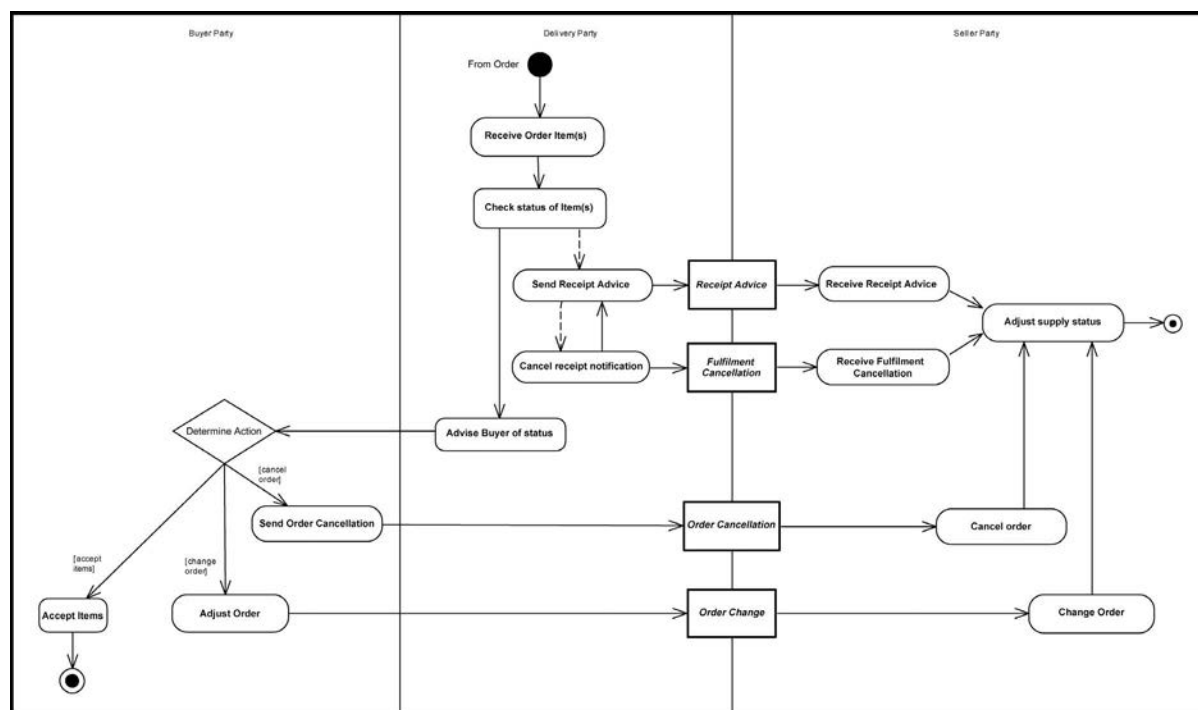 Buyer Party
Delivery Party
Seller Party
From Order
Receive Order Item(s)
Check status of Item(s)
Send Receipt Advice
Receipt Advice
Receive Receipt Advice
Adjust supply status
Cancel receipt notification
Fulfilment
Cancellation
Receive Fulfilment
Cancellation
Determine Action
Advise Buyer of status
[cancel
order]
Send Order Cancellation
Order Cancellation
Cancel order
[accept
items]
[change
order]
Accept Items
Adjust Order
Order Change
Change Order